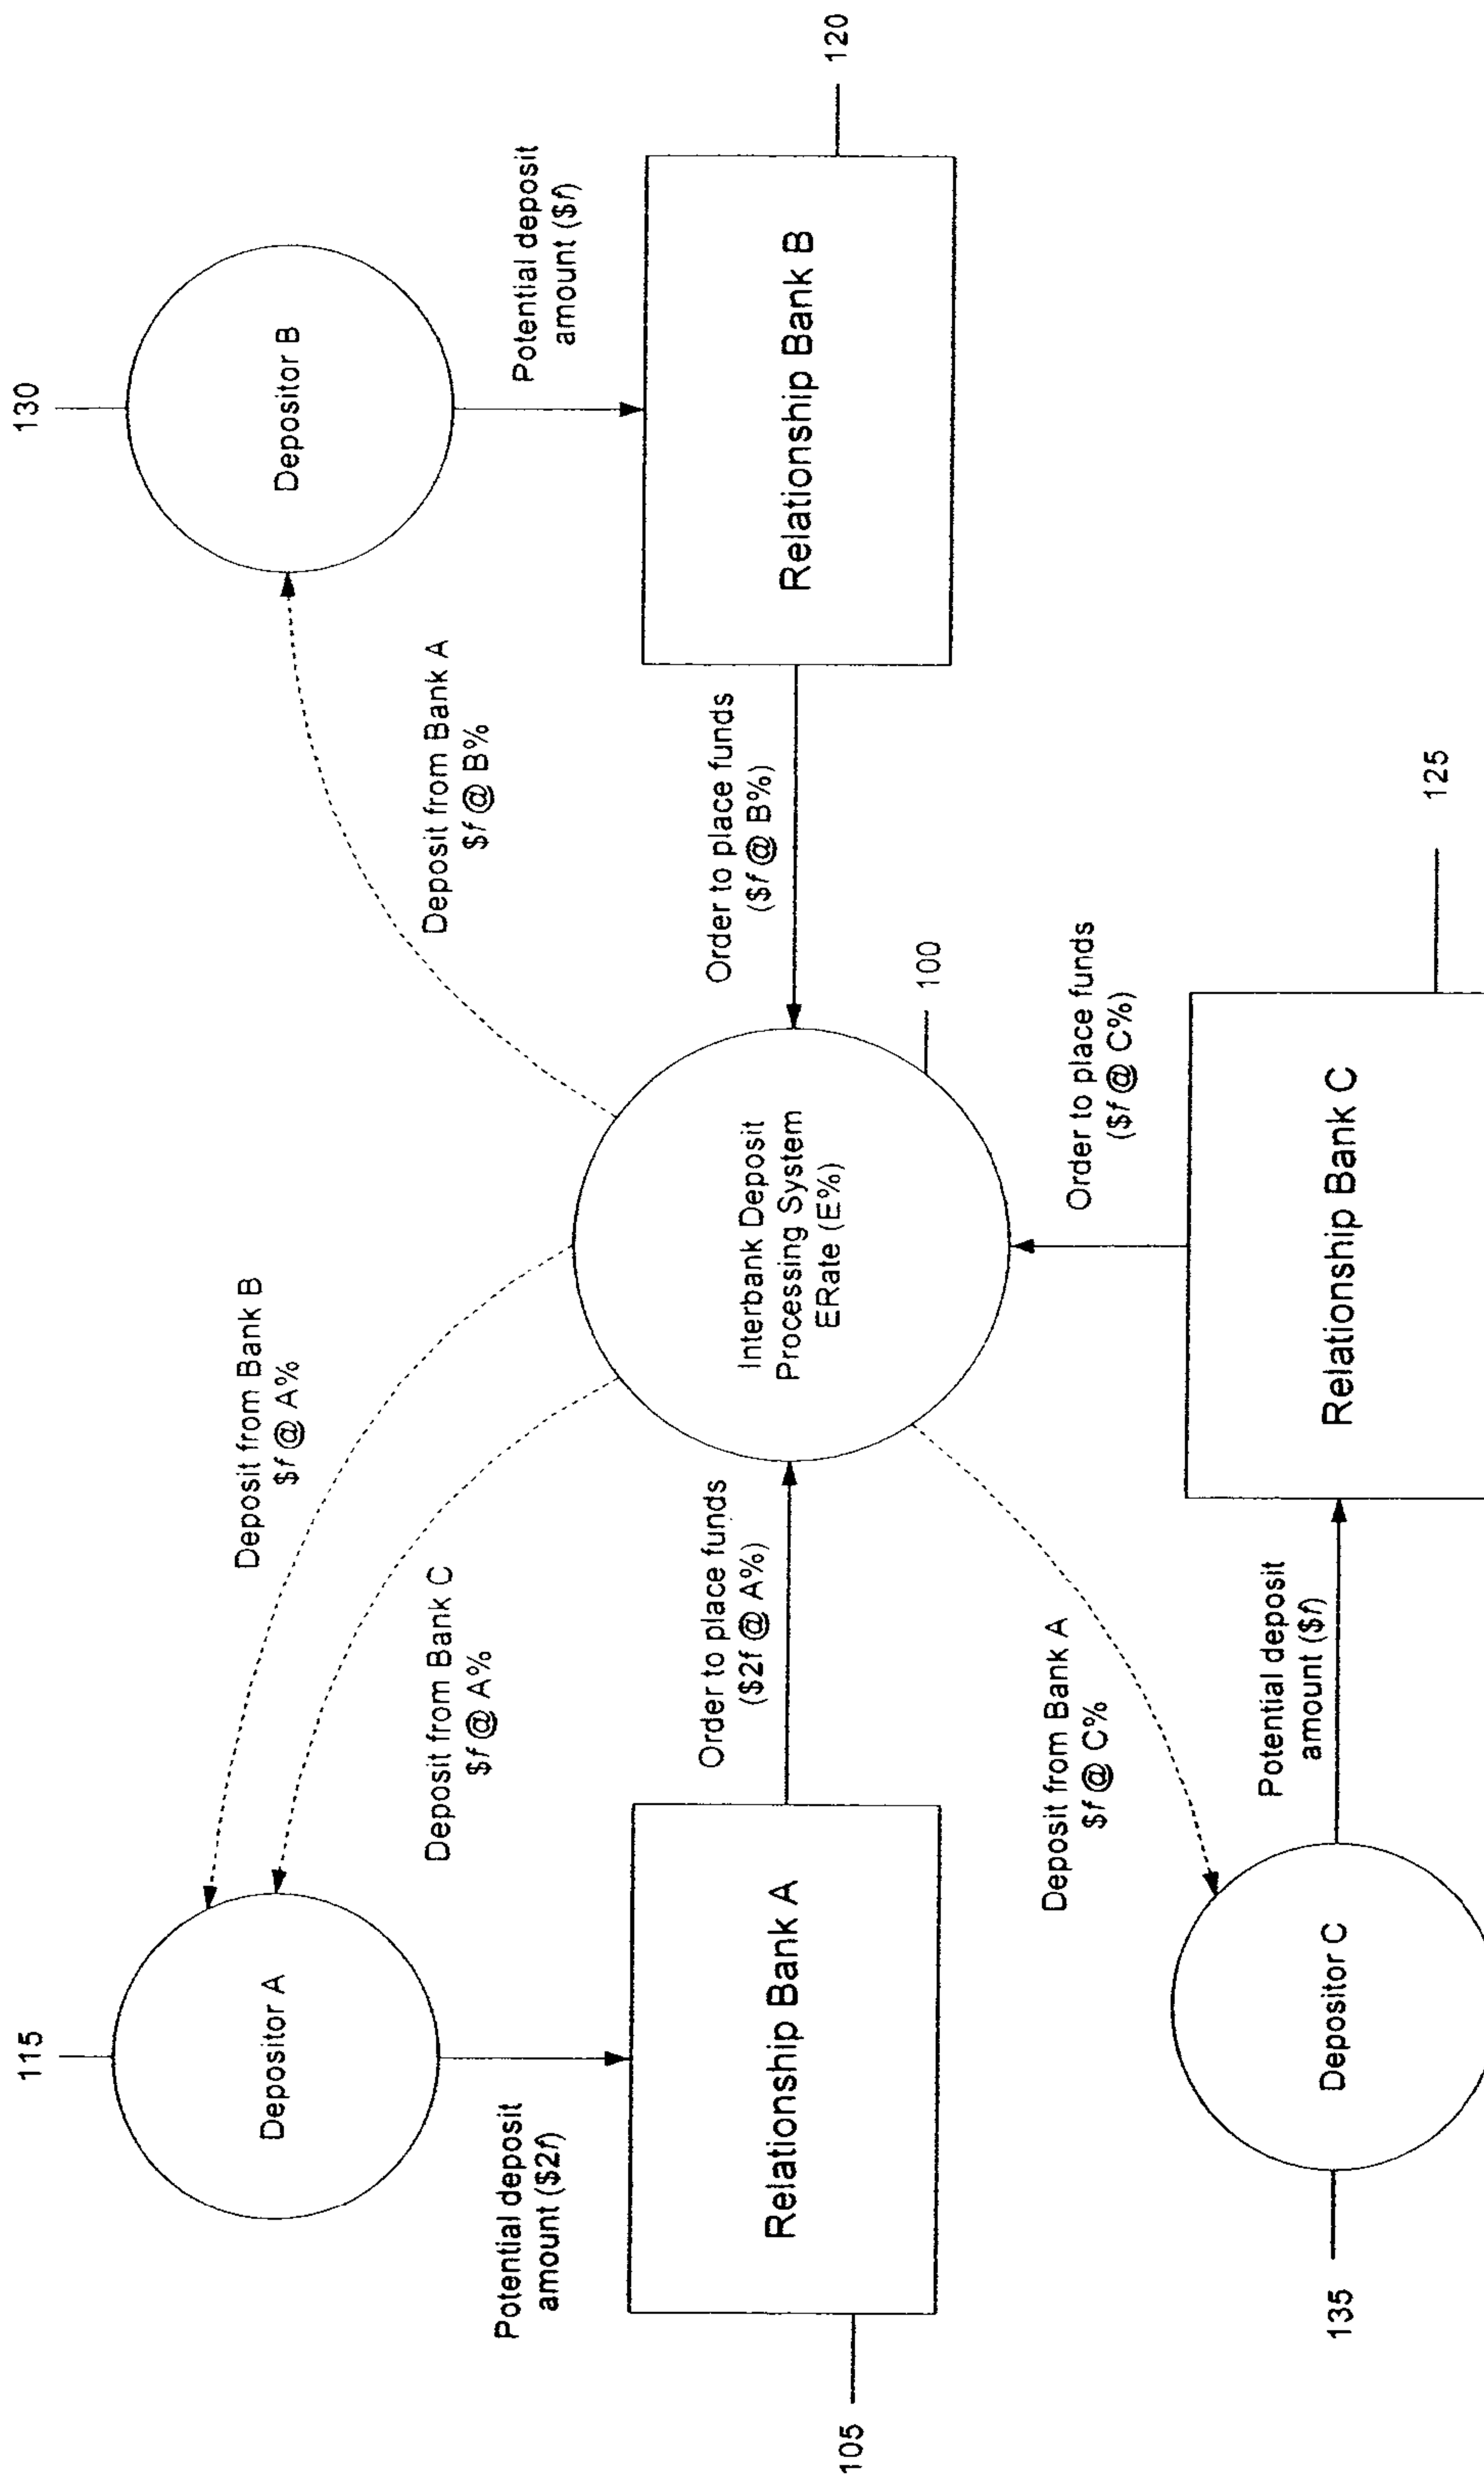 115
Depositor A
Potential deposit
amount ($2f)
Relationship Bank A
105
Deposit from Bank B
$f @ A%
Deposit from Bank C
$f @ A%
Order to place funds
($2f @ A%)
Interbank Deposit
Processing System
ERate (E%)
100
130
Depositor B
Potential deposit
amount ($f)
Deposit from Bank A
$f @ B%
Order to place funds
($f @ B%)
Relationship Bank B
120
Deposit from Bank A
$f @ C%
135
Depositor C
Potential deposit
amount ($f)
Relationship Bank C
Order to place funds
($f @ C%)
125